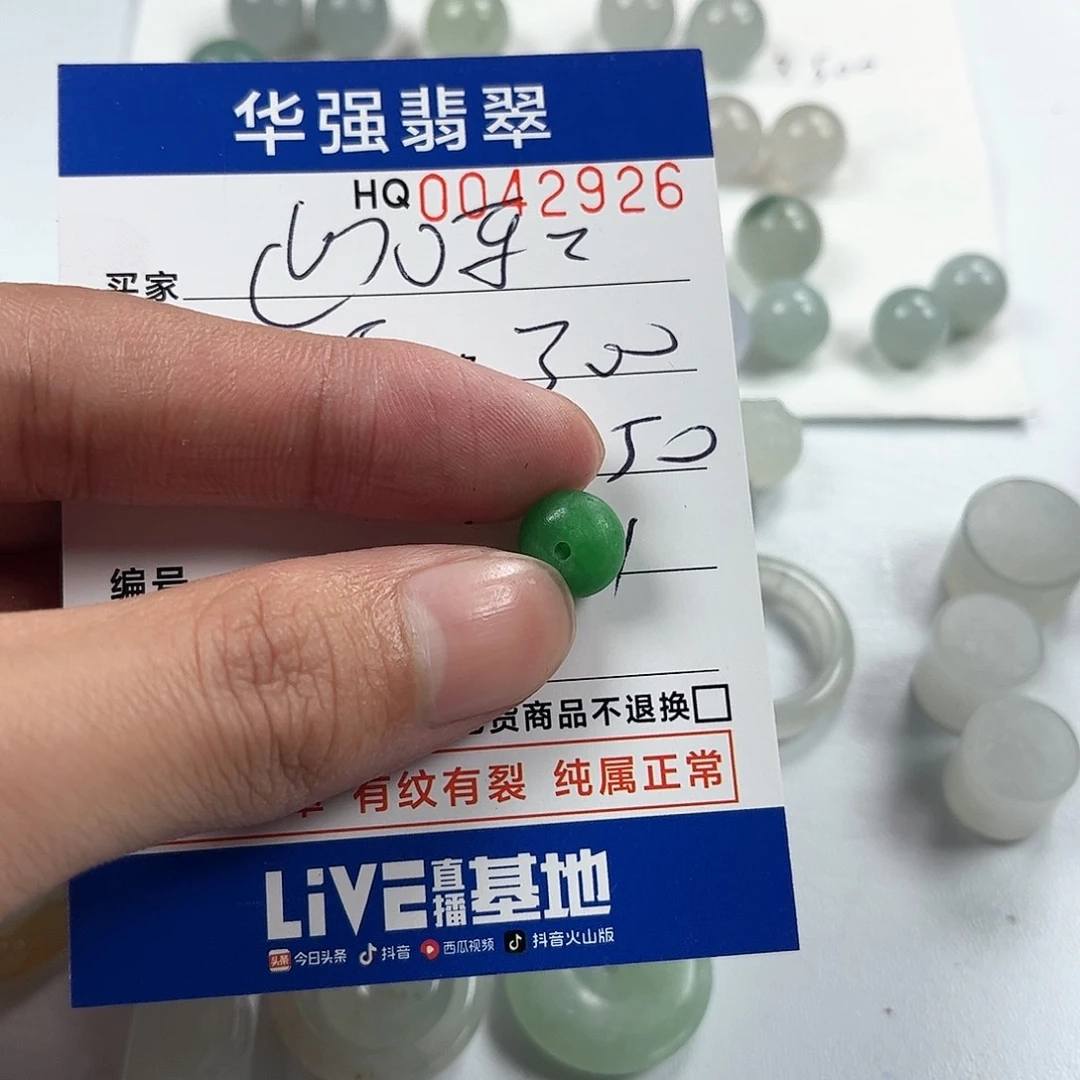 华强翡翠
HQ0042926
买家
300
50
编号
货商品不退换
有纹有裂 纯属正常
LiVE直播基地
今日头条 抖音 西瓜视频 抖音火山版